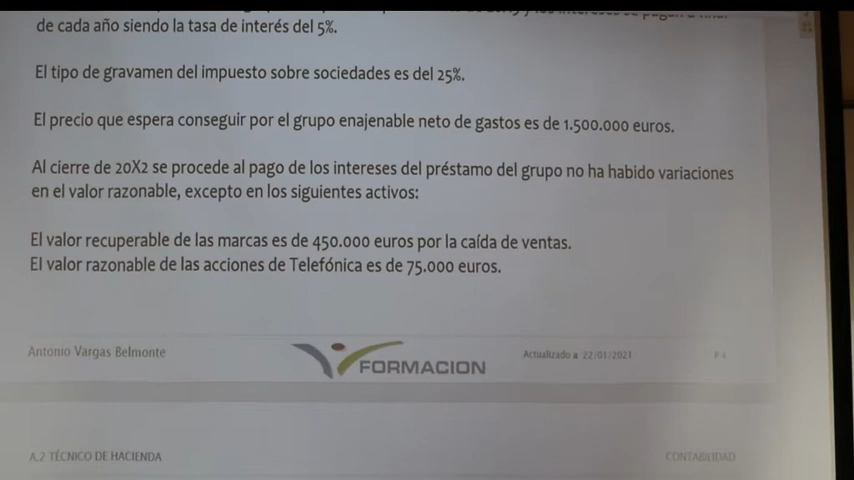 de cada año siendo la tasa de interés del 5%.
El tipo de gravamen del impuesto sobre sociedades es del 25%.
El precio que espera conseguir por el grupo enajenable neto de gastos es de 1.500.000 euros.
Al cierre de 20X2 se procede al pago de los intereses del préstamo del grupo no ha habido variaciones
en el valor razonable, excepto en los siguientes activos:
El valor recuperable de las marcas es de 450.000 euros por la caída de ventas.
El valor razonable de las acciones de Telefónica es de 75.000 euros.
Antonio Vargas Belmonte
FORMACION
Actualizado a 22/01/2021
P 4
A.2 TÉCNICO DE HACIENDA
CONTABILIDAD